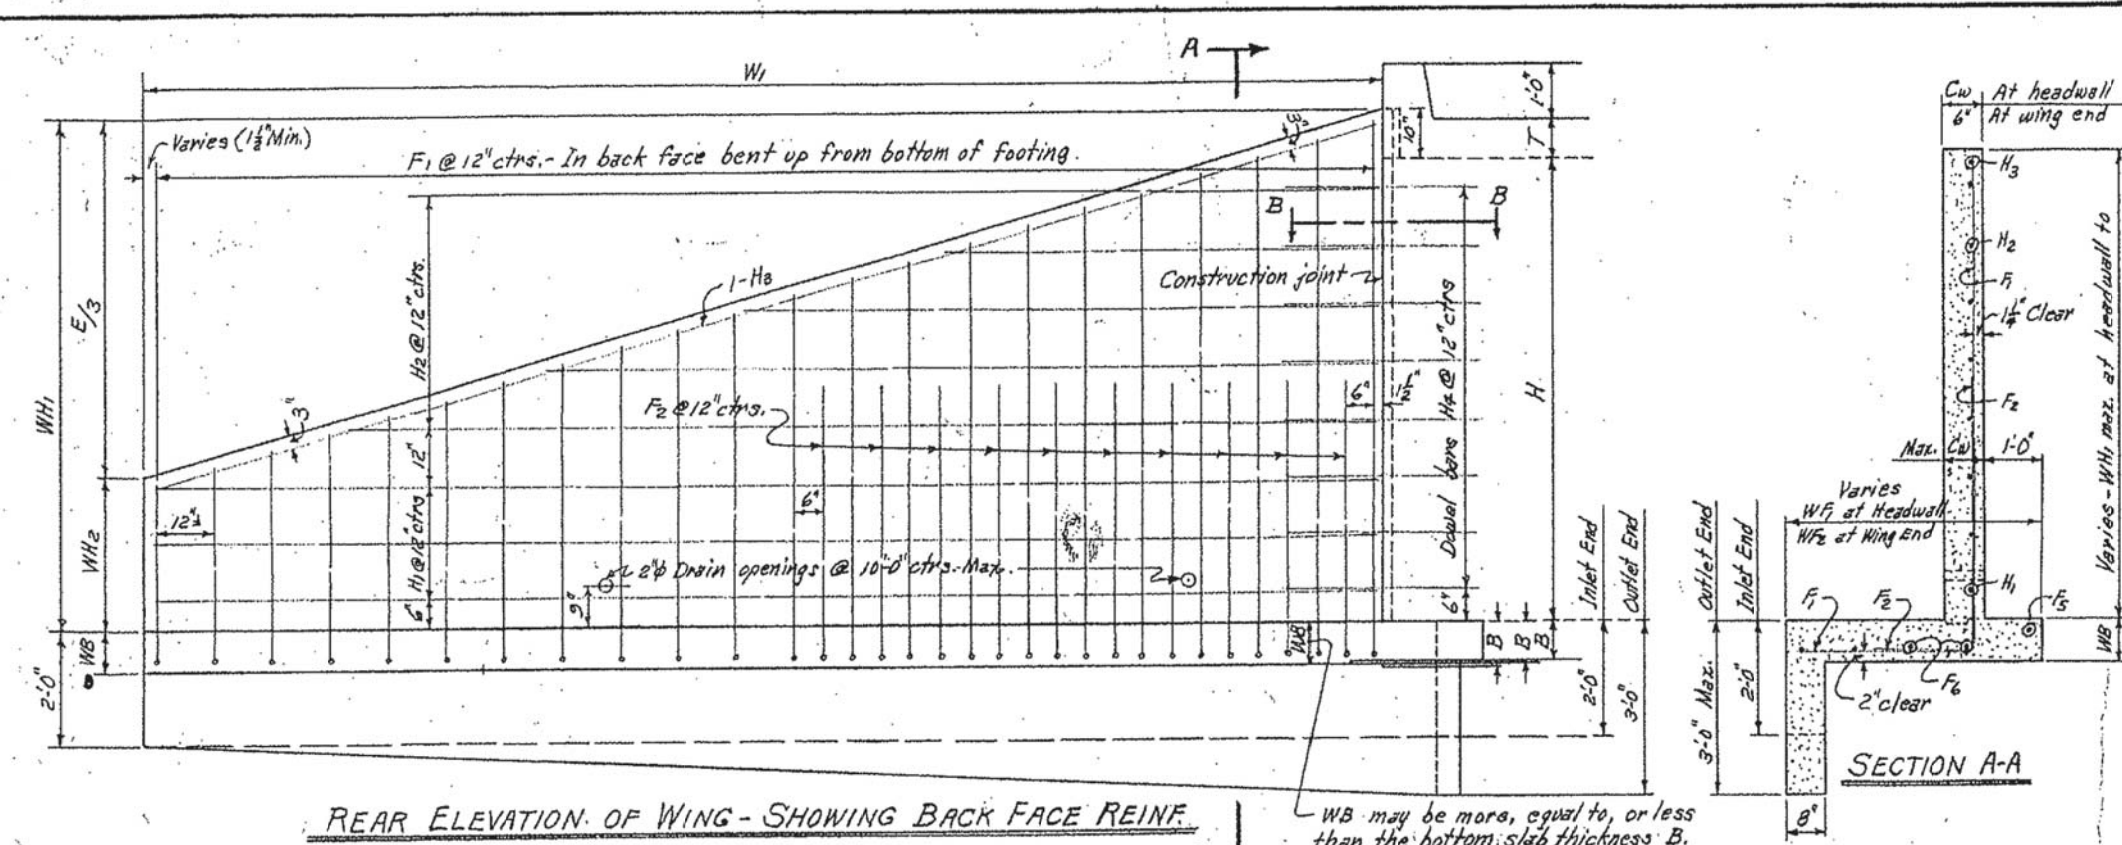 A
W1
Cw At headwall
6" At wing end
1'-0"
T
10"
3"
Varies (1½" Min.)
F1 @ 12" ctrs. - In back face bent up from bottom of footing.
B B
H3
H2
F1
1¼" Clear
F2
Construction joint
1-H3
E/3
WH1
H2 @ 12" ctrs.
Dowel bars H4 @ 12" ctrs
H
Varies - WH1 max. at headwall to
F2 @ 12" ctrs.
6" 1½"
3"
12"
6"
12"
6" H1 @ 12" ctrs
Max. Cw 1'-0"
Varies
WF1 at Headwall
WF2 at Wing End
WH2
2"φ Drain openings @ 10'-0" ctrs. Max.
9"
6"
Inlet End
Outlet End
Outlet End
Inlet End
H1
F1 F2 F5
WB
WB
B B B
WB
F6
2" clear
2'-0"
2'-0"
3'-0"
3'-0" Max.
2'-0"
8"
SECTION A-A
REAR ELEVATION OF WING - SHOWING BACK FACE REINF.
WB may be more, equal to, or less
than the bottom slab thickness B.